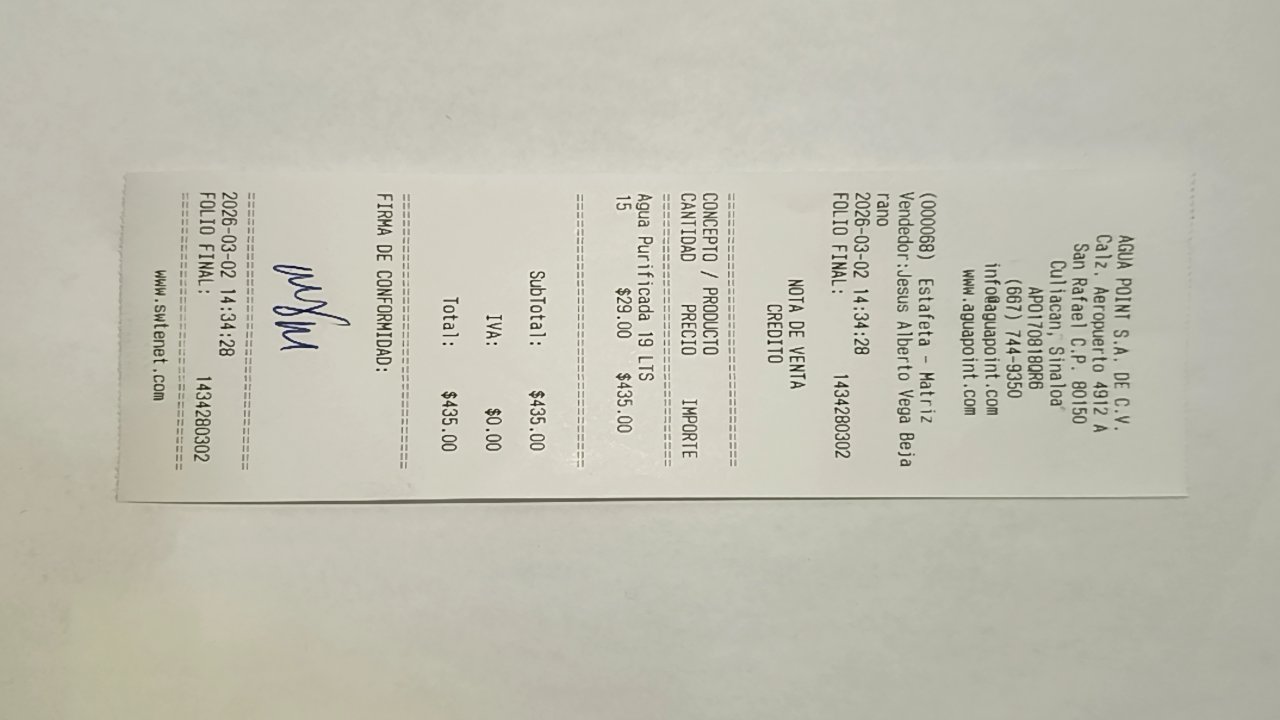 AGUA POINT S.A. DE C.V.
Calz. Aeropuerto 4912 A
San Rafael C.P. 80150
Culiacan, Sinaloa
APO170818QR6
(667) 744-9350
info@aguapoint.com
www.aguapoint.com
(000068) Estafeta - Matriz
Vendedor:Jesus Alberto Vega Beja
rano
2026-03-02 14:34:28
FOLIO FINAL: 1434280302
NOTA DE VENTA
CREDITO
================================
CONCEPTO / PRODUCTO
CANTIDAD PRECIO IMPORTE
================================
Agua Purificada 19 LTS
15 $29.00 $435.00
================================
SubTotal: $435.00
IVA: $0.00
Total: $435.00
================================
FIRMA DE CONFORMIDAD:
================================
2026-03-02 14:34:28
FOLIO FINAL: 1434280302
================================
www.swtenet.com